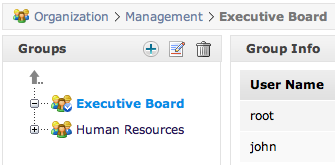 Organization > Management > Executive Board
Groups
Group Info
Executive Board
Human Resources
User Name
root
john